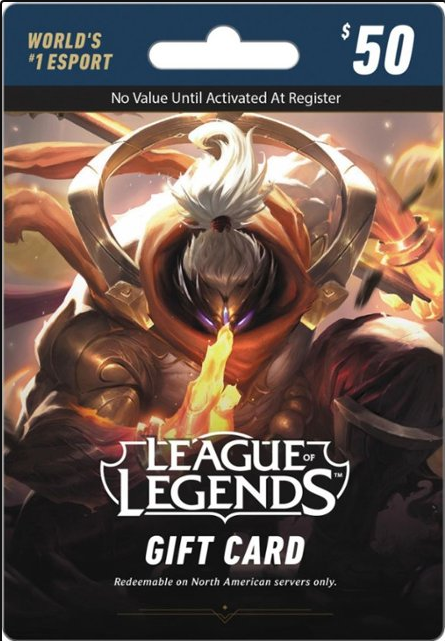 WORLD'S
#1 ESPORT
$50
No Value Until Activated At Register
LEAGUE OF
LEGENDS™
GIFT CARD
Redeemable on North American servers only.